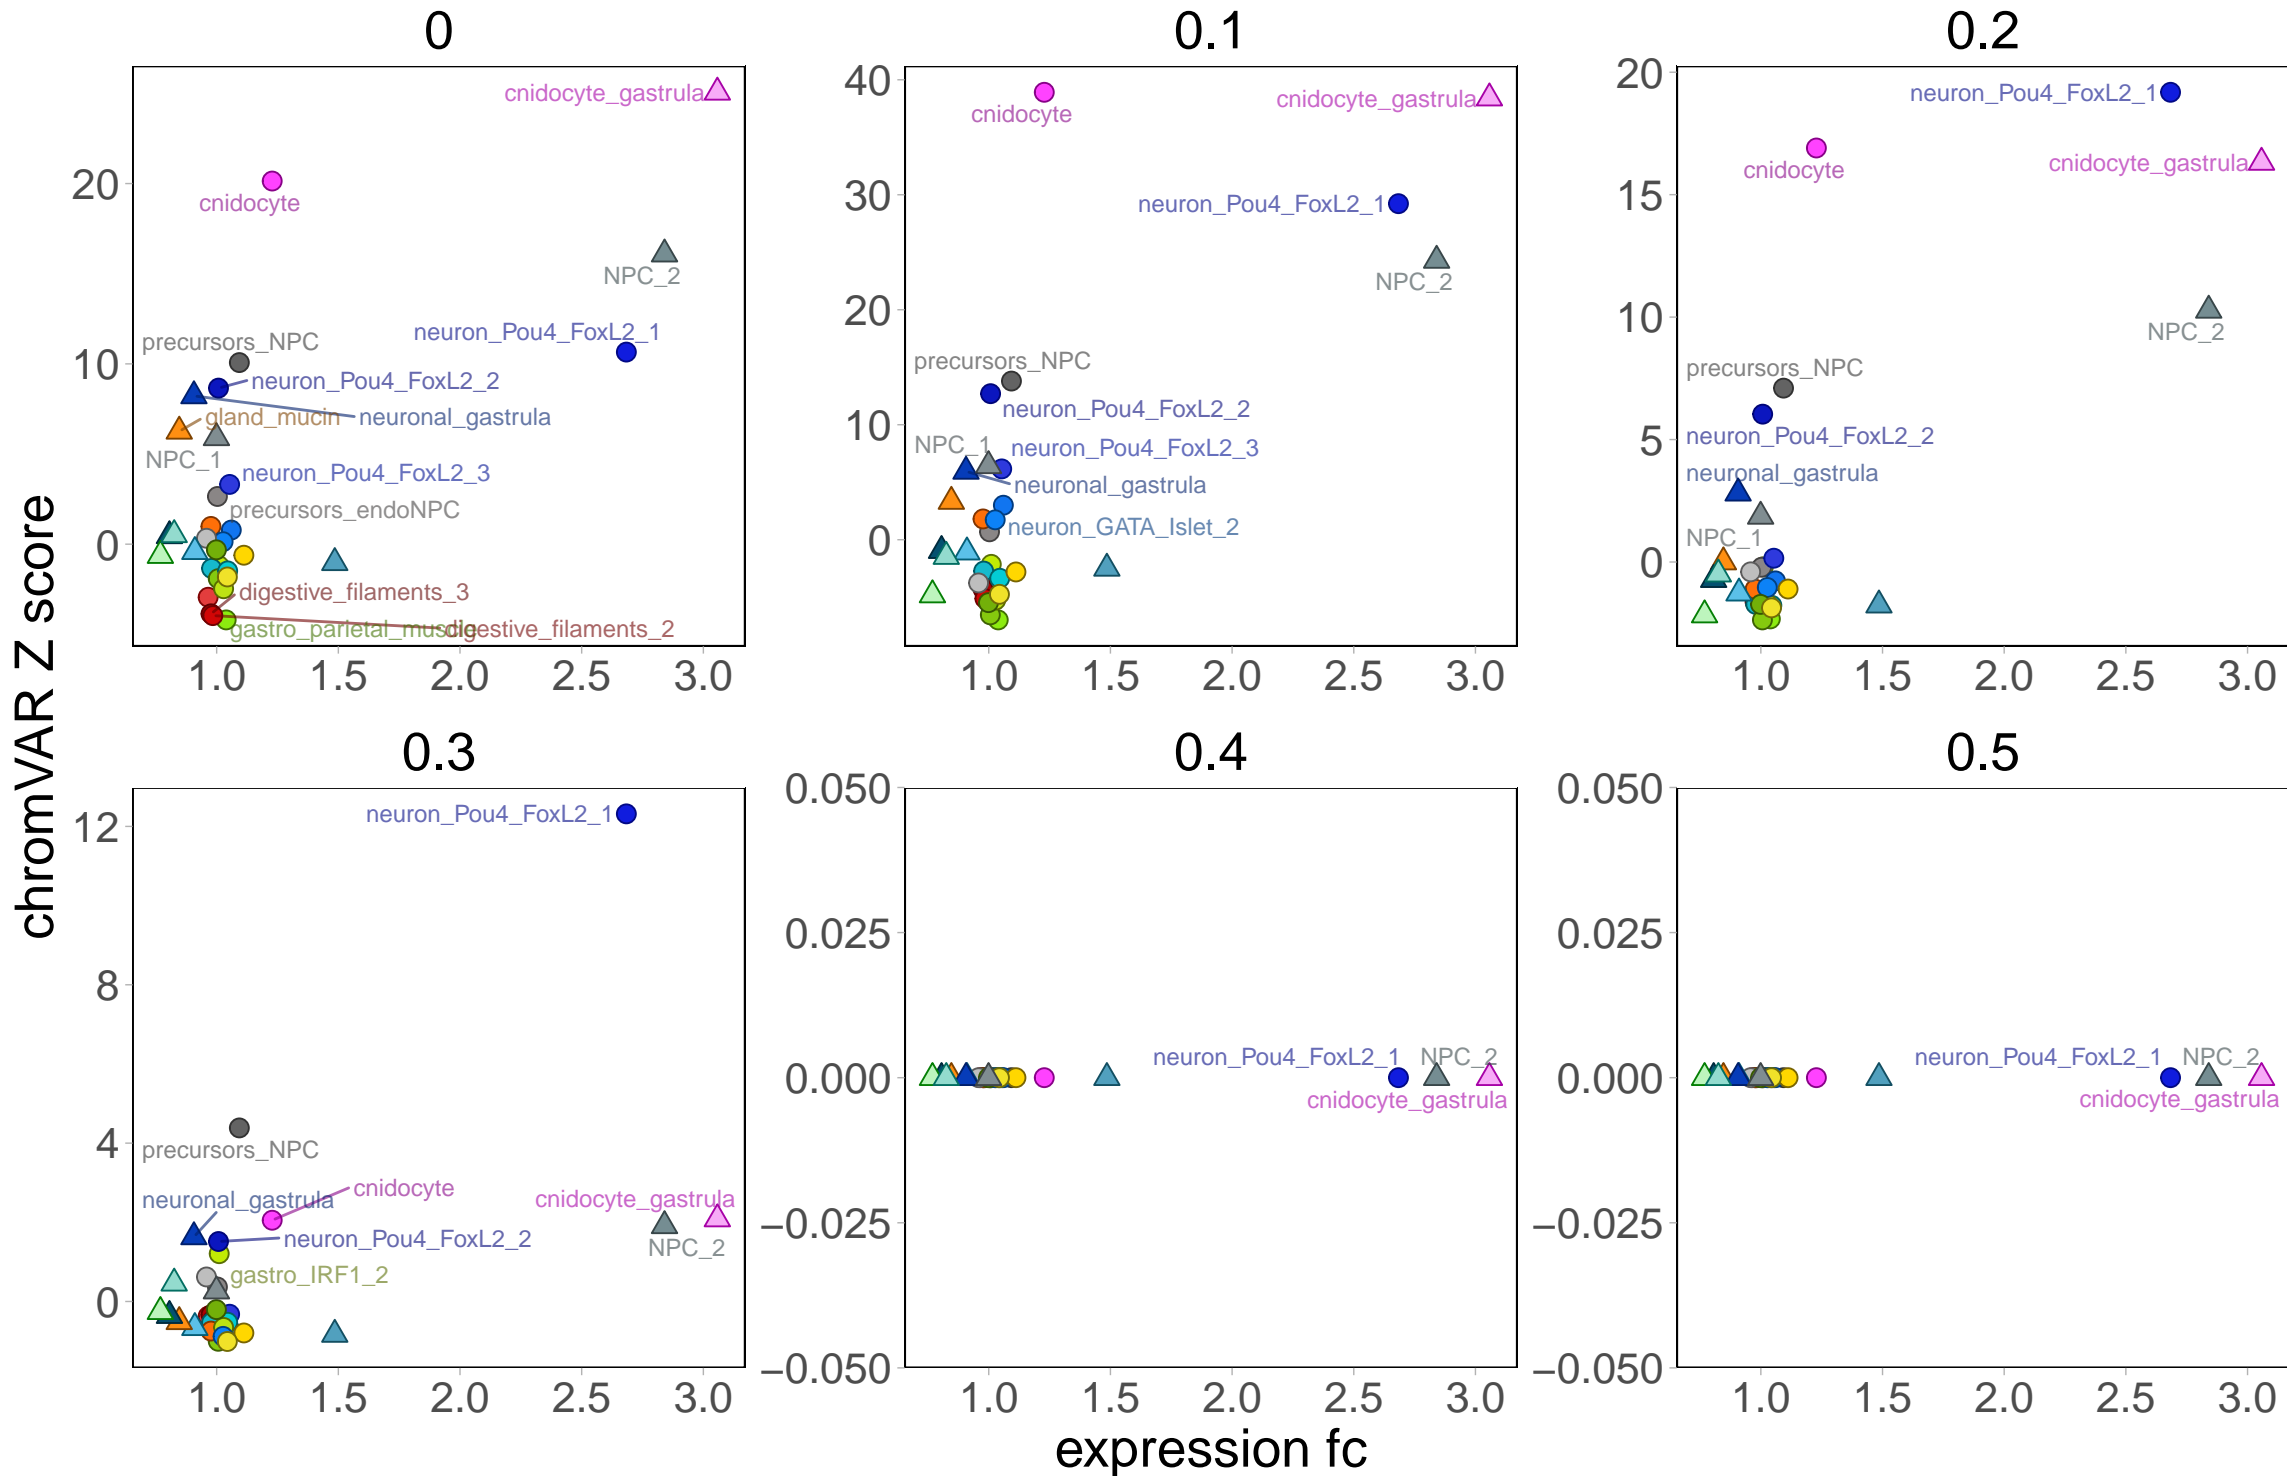 0
0.1
0.2
chromVAR Z score
20
10
0
cnidocyte_gastrula
cnidocyte
NPC_2
precursors_NPC
neuron_Pou4_FoxL2_1
neuron_Pou4_FoxL2_2
gland_mucin
neuronal_gastrula
NPC_1
neuron_Pou4_FoxL2_3
precursors_endoNPC
digestive_filaments_3
gastro_parietal_muscle
digestive_filaments_2
1.0 1.5 2.0 2.5 3.0
40
30
20
10
0
cnidocyte
cnidocyte_gastrula
neuron_Pou4_FoxL2_1
NPC_2
precursors_NPC
neuron_Pou4_FoxL2_2
NPC_1
neuron_Pou4_FoxL2_3
neuronal_gastrula
neuron_GATA_Islet_2
1.0 1.5 2.0 2.5 3.0
20
15
10
5
0
neuron_Pou4_FoxL2_1
cnidocyte
cnidocyte_gastrula
NPC_2
precursors_NPC
neuron_Pou4_FoxL2_2
neuronal_gastrula
NPC_1
1.0 1.5 2.0 2.5 3.0
0.3
0.4
0.5
12
8
4
0
neuron_Pou4_FoxL2_1
precursors_NPC
cnidocyte
neuronal_gastrula
cnidocyte_gastrula
neuron_Pou4_FoxL2_2
NPC_2
gastro_IRF1_2
1.0 1.5 2.0 2.5 3.0
0.050
0.025
0.000
−0.025
−0.050
neuron_Pou4_FoxL2_1
NPC_2
cnidocyte_gastrula
1.0 1.5 2.0 2.5 3.0
0.050
0.025
0.000
−0.025
−0.050
neuron_Pou4_FoxL2_1
NPC_2
cnidocyte_gastrula
1.0 1.5 2.0 2.5 3.0
expression fc